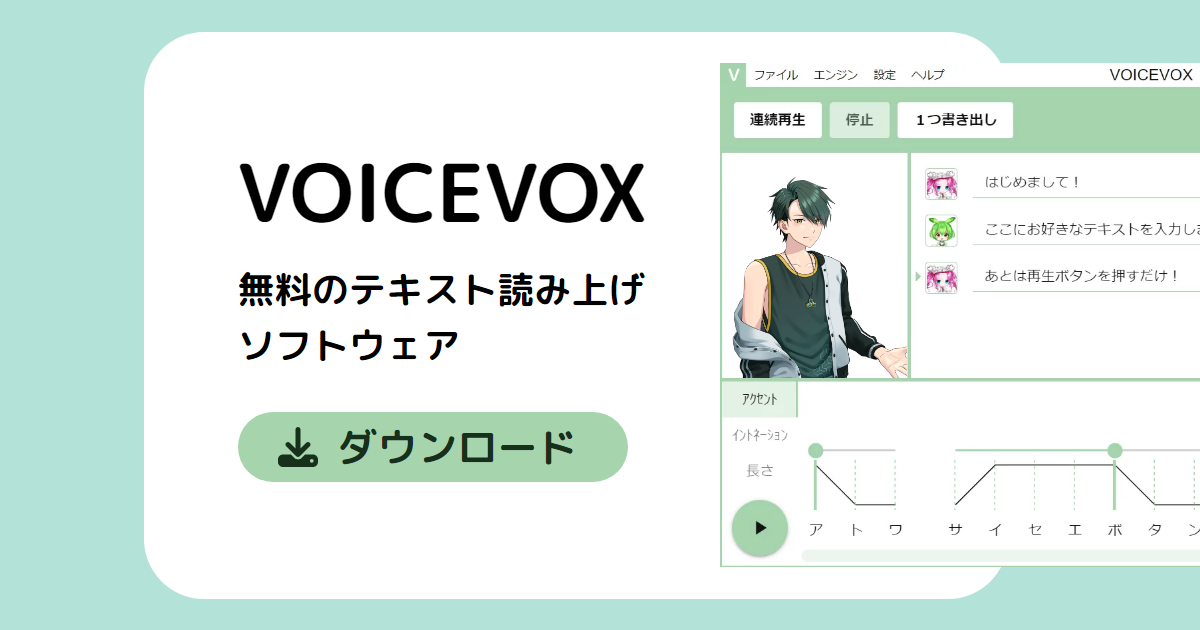 VOICEVOX
無料のテキスト読み上げ
ソフトウェア
ダウンロード
V ファイル エンジン 設定 ヘルプ VOICEVOX
連続再生 停止 1つ書き出し
はじめまして!
ここにお好きなテキストを入力しま
あとは再生ボタンを押すだけ!
アクセント
イントネーション
長さ
ア ト ワ サ イ セ エ ボ タ ン